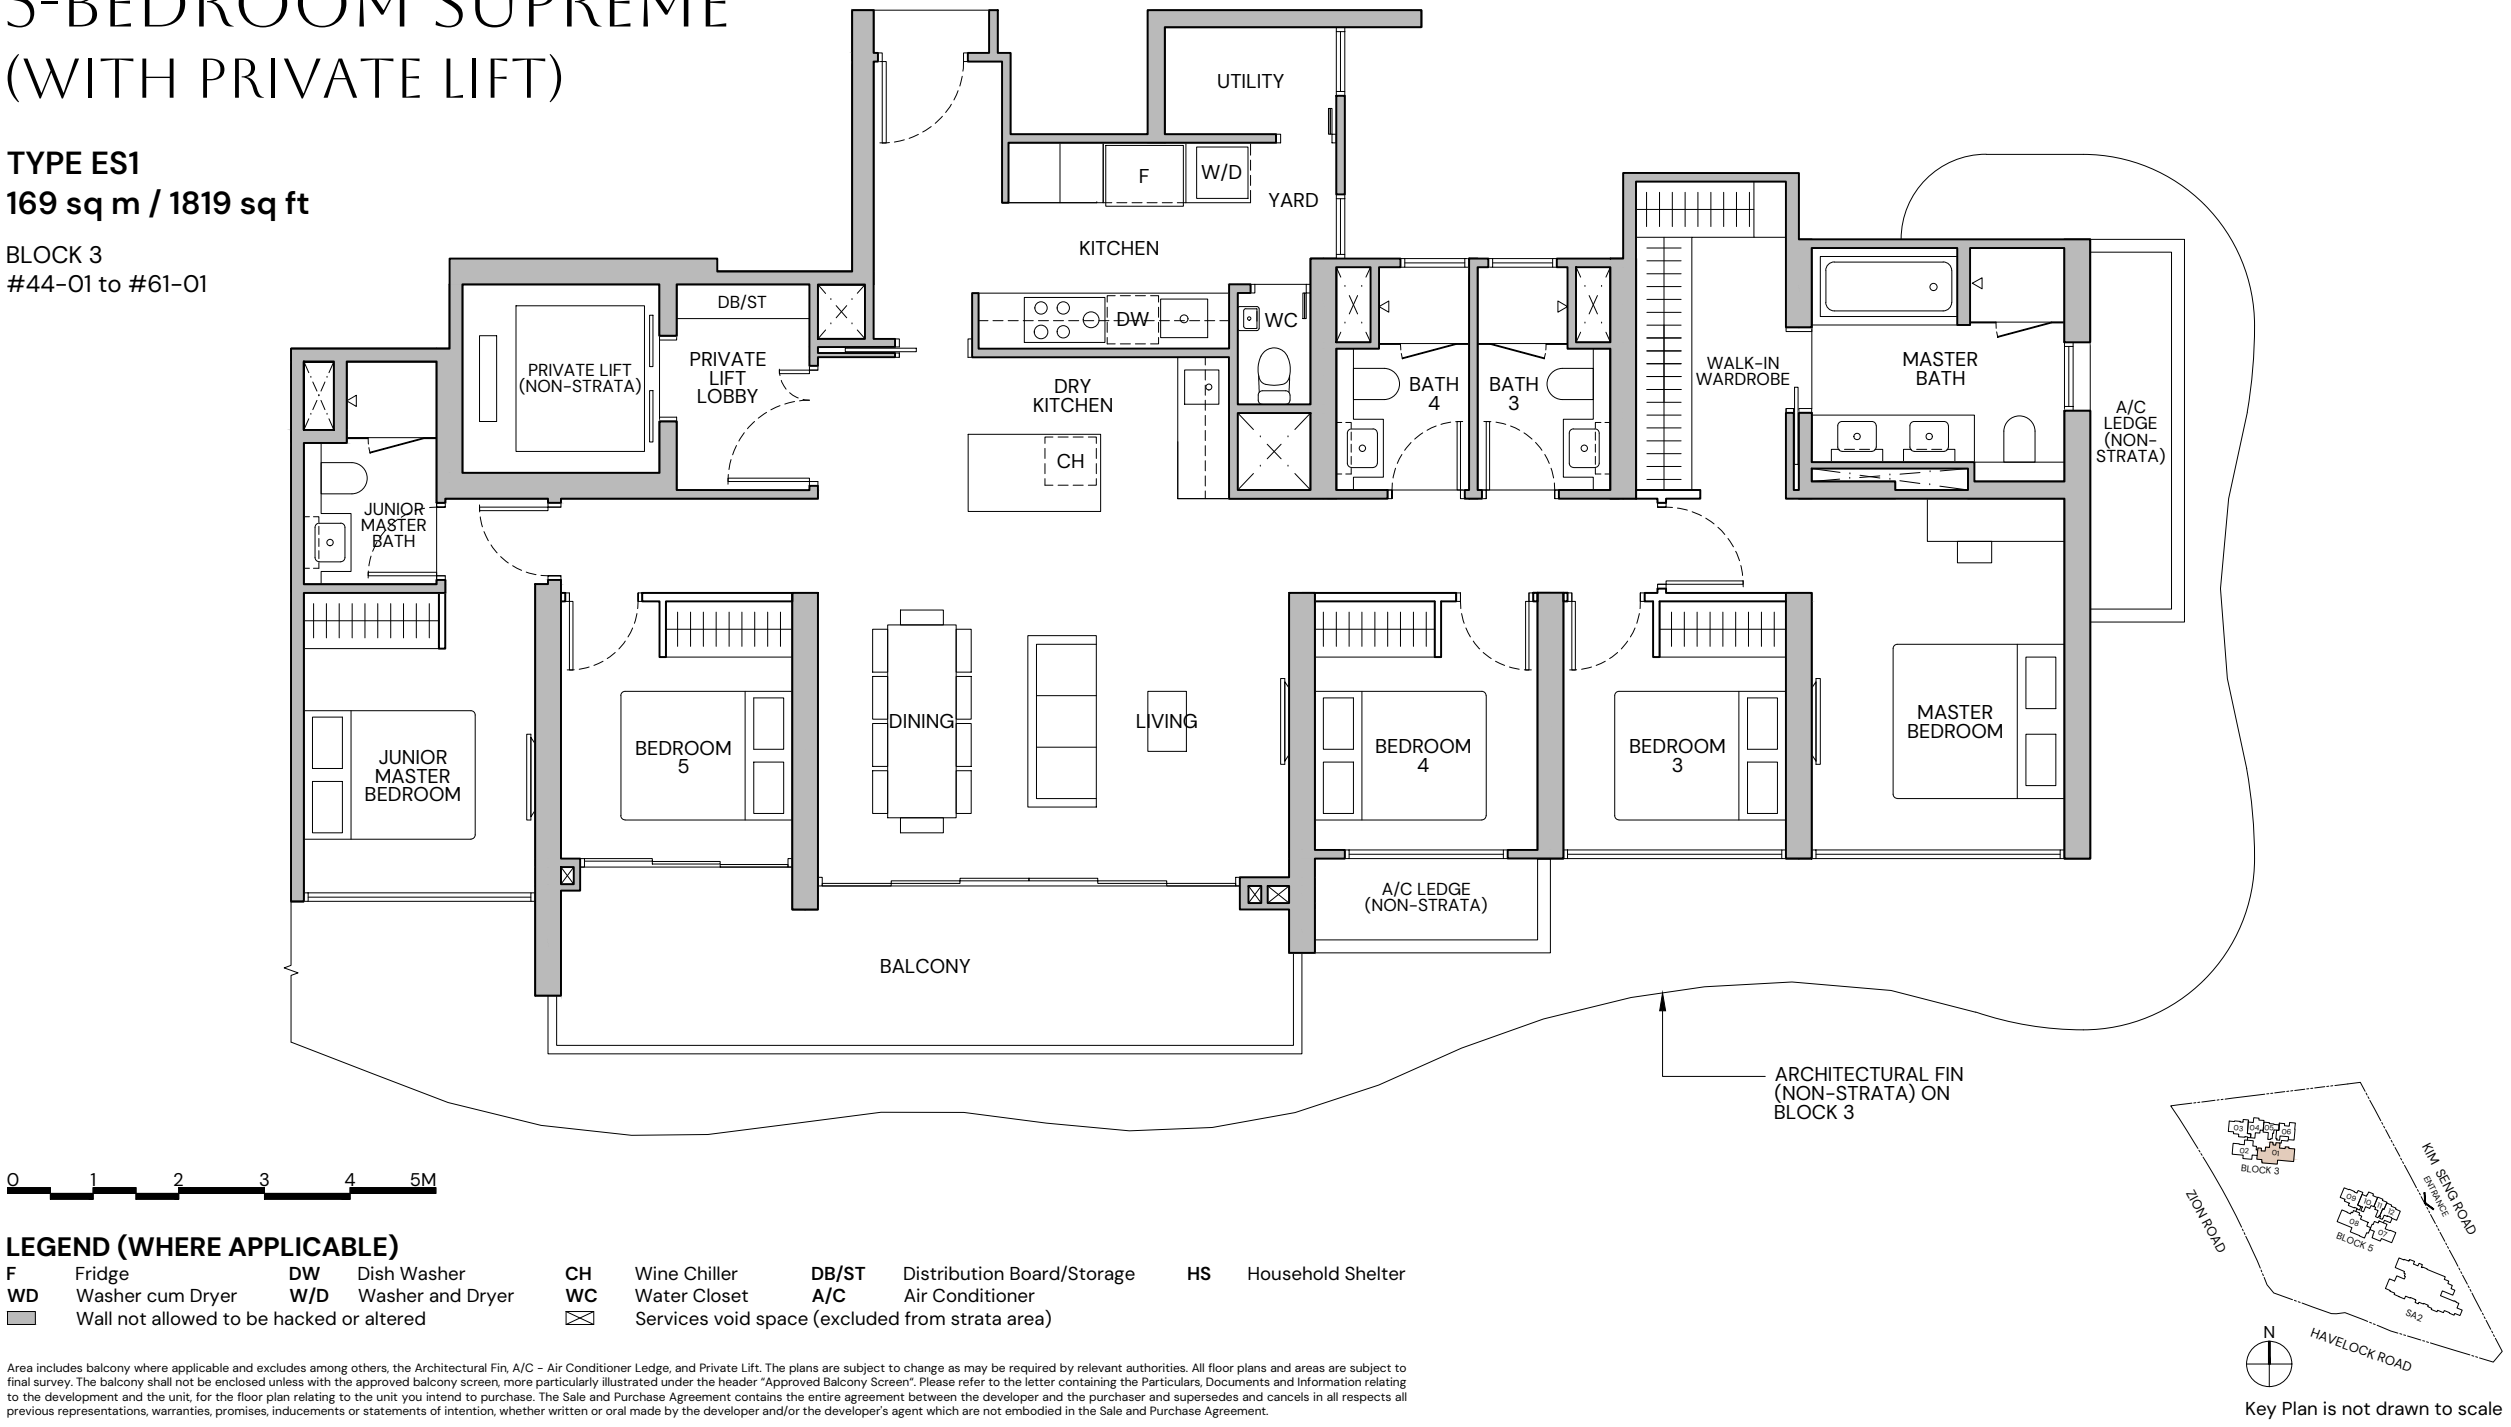 5-BEDROOM SUPREME
(WITH PRIVATE LIFT)
TYPE ES1
169 sq m / 1819 sq ft
BLOCK 3
#44-01 to #61-01
UTILITY
F
W/D
YARD
KITCHEN
DB/ST
DW
WC
PRIVATE LIFT
(NON-STRATA)
PRIVATE
LIFT
LOBBY
DRY
KITCHEN
CH
BATH
4
BATH
3
WALK-IN
WARDROBE
MASTER
BATH
A/C
LEDGE
(NON-
STRATA)
JUNIOR
MASTER
BATH
JUNIOR
MASTER
BEDROOM
BEDROOM
5
DINING
LIVING
BEDROOM
4
BEDROOM
3
MASTER
BEDROOM
A/C LEDGE
(NON-STRATA)
BALCONY
ARCHITECTURAL FIN
(NON-STRATA) ON
BLOCK 3
0 1 2 3 4 5M
LEGEND (WHERE APPLICABLE)
F Fridge DW Dish Washer CH Wine Chiller DB/ST Distribution Board/Storage HS Household Shelter
WD Washer cum Dryer W/D Washer and Dryer WC Water Closet A/C Air Conditioner
Wall not allowed to be hacked or altered Services void space (excluded from strata area)
Area includes balcony where applicable and excludes among others, the Architectural Fin, A/C - Air Conditioner Ledge, and Private Lift. The plans are subject to change as may be required by relevant authorities. All floor plans and areas are subject to
final survey. The balcony shall not be enclosed unless with the approved balcony screen, more particularly illustrated under the header “Approved Balcony Screen”. Please refer to the letter containing the Particulars, Documents and Information relating
to the development and the unit, for the floor plan relating to the unit you intend to purchase. The Sale and Purchase Agreement contains the entire agreement between the developer and the purchaser and supersedes and cancels in all respects all
previous representations, warranties, promises, inducements or statements of intention, whether written or oral made by the developer and/or the developer's agent which are not embodied in the Sale and Purchase Agreement.
03 04 05 06
02 01
BLOCK 3
09 10 11 12
08 07
BLOCK 5
SA2
ZION ROAD
KIM SENG ROAD
ENTRANCE
HAVELOCK ROAD
N
Key Plan is not drawn to scale